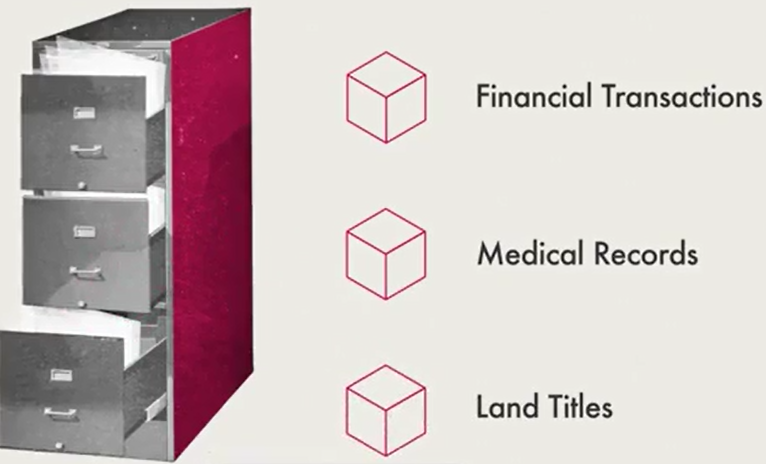 Financial Transactions
Medical Records
Land Titles